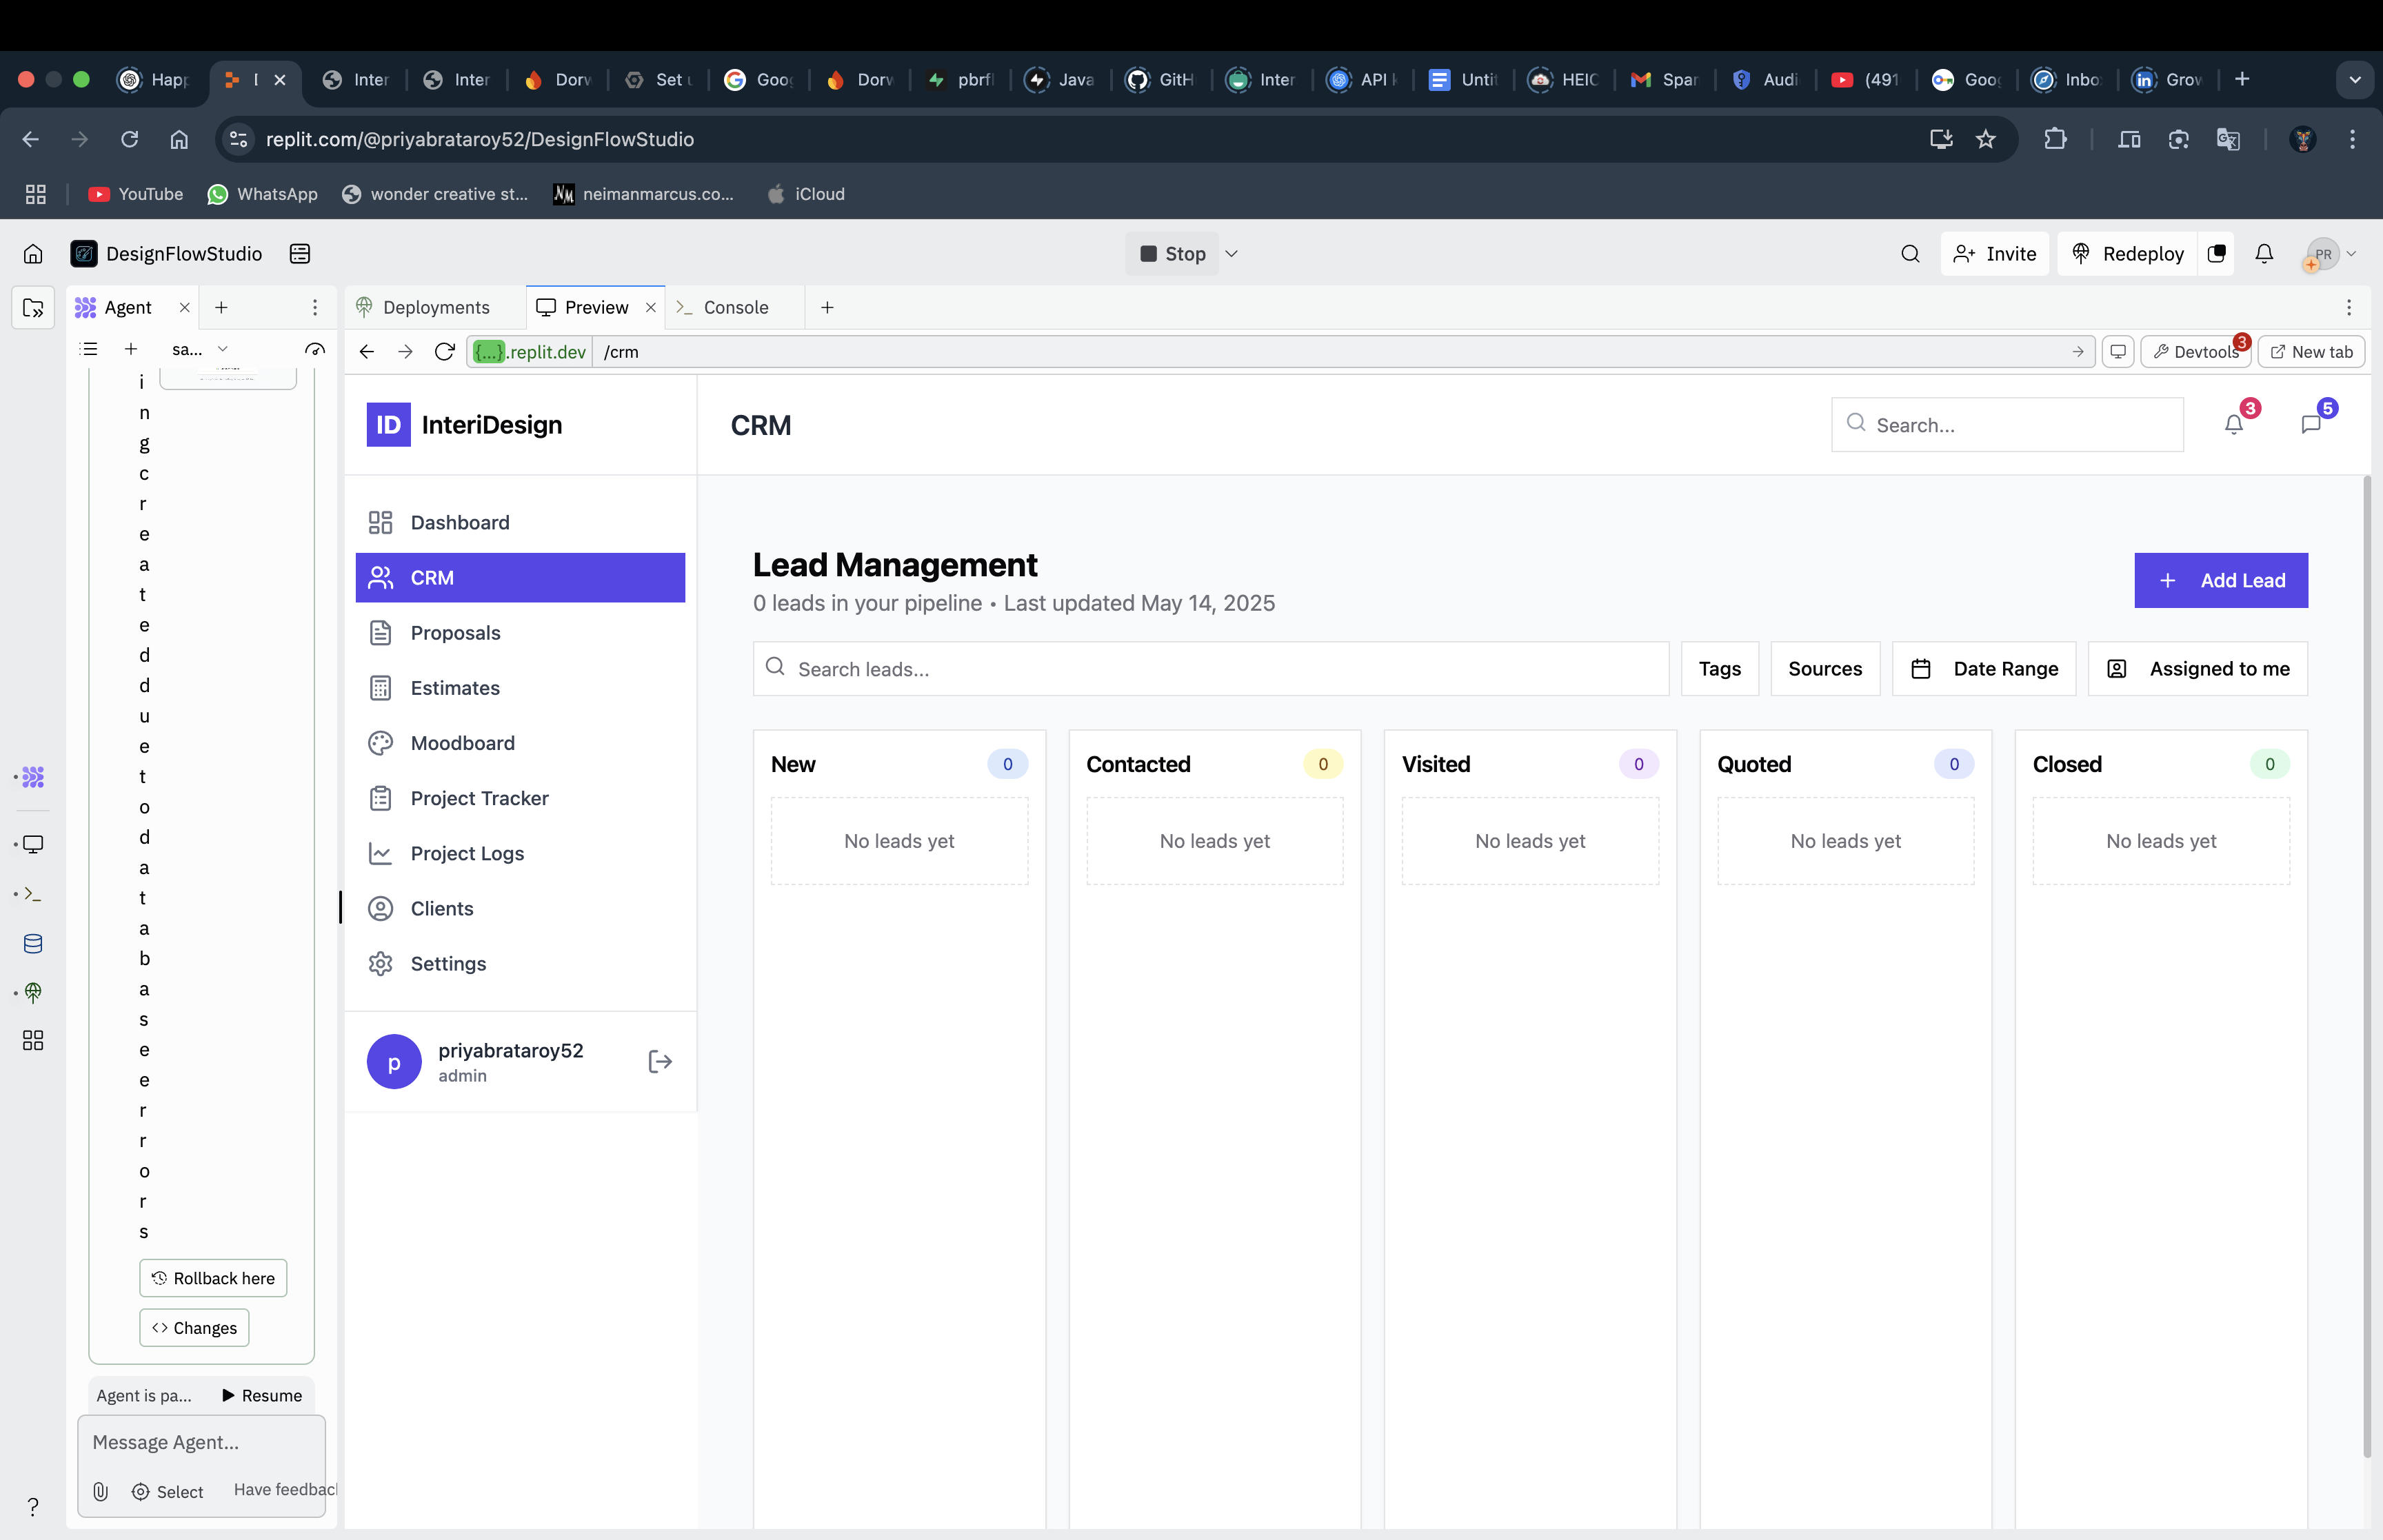 Happ
I
Inter
Inter
Dorw
Set u
Goog
Dorw
pbrfl
Java
GitH
Inter
API k
Unti
HEIC
Spar
Audi
(491
Goog
Inbo
Grow
replit.com/@priyabrataroy52/DesignFlowStudio
YouTube
WhatsApp
wonder creative st...
neimanmarcus.co...
iCloud
DesignFlowStudio
Stop
Invite
Redeploy
PR
Agent
Deployments
Preview
Console
sa...
{...}.replit.dev
/crm
Devtools
3
New tab
i
n
g
c
r
e
a
t
e
d
d
u
e
t
o
d
a
t
a
b
a
s
e
e
r
r
o
r
s
Rollback here
Changes
Agent is pa...
Resume
Message Agent...
Select
Have feedbac
?
ID
InteriDesign
CRM
Search...
3
5
Dashboard
CRM
Proposals
Estimates
Moodboard
Project Tracker
Project Logs
Clients
Settings
p
priyabrataroy52
admin
Lead Management
0 leads in your pipeline • Last updated May 14, 2025
Add Lead
Search leads...
Tags
Sources
Date Range
Assigned to me
New
0
No leads yet
Contacted
0
No leads yet
Visited
0
No leads yet
Quoted
0
No leads yet
Closed
0
No leads yet